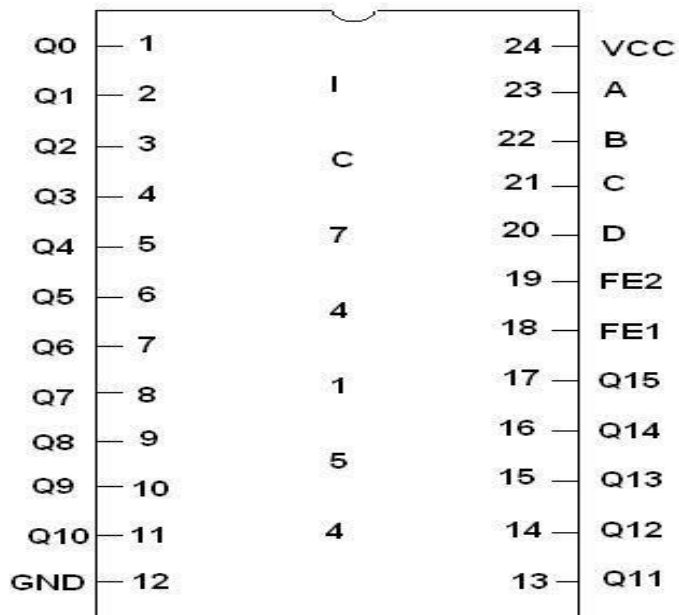 Q0 1 24 VCC
I
Q1 2 23 A
Q2 3 22 B
C
Q3 4 21 C
Q4 5 7 20 D
Q5 6 4 19 FE2
Q6 7 18 FE1
Q7 8 1 17 Q15
Q8 9 5 16 Q14
Q9 10 15 Q13
Q10 11 4 14 Q12
GND 12 13 Q11